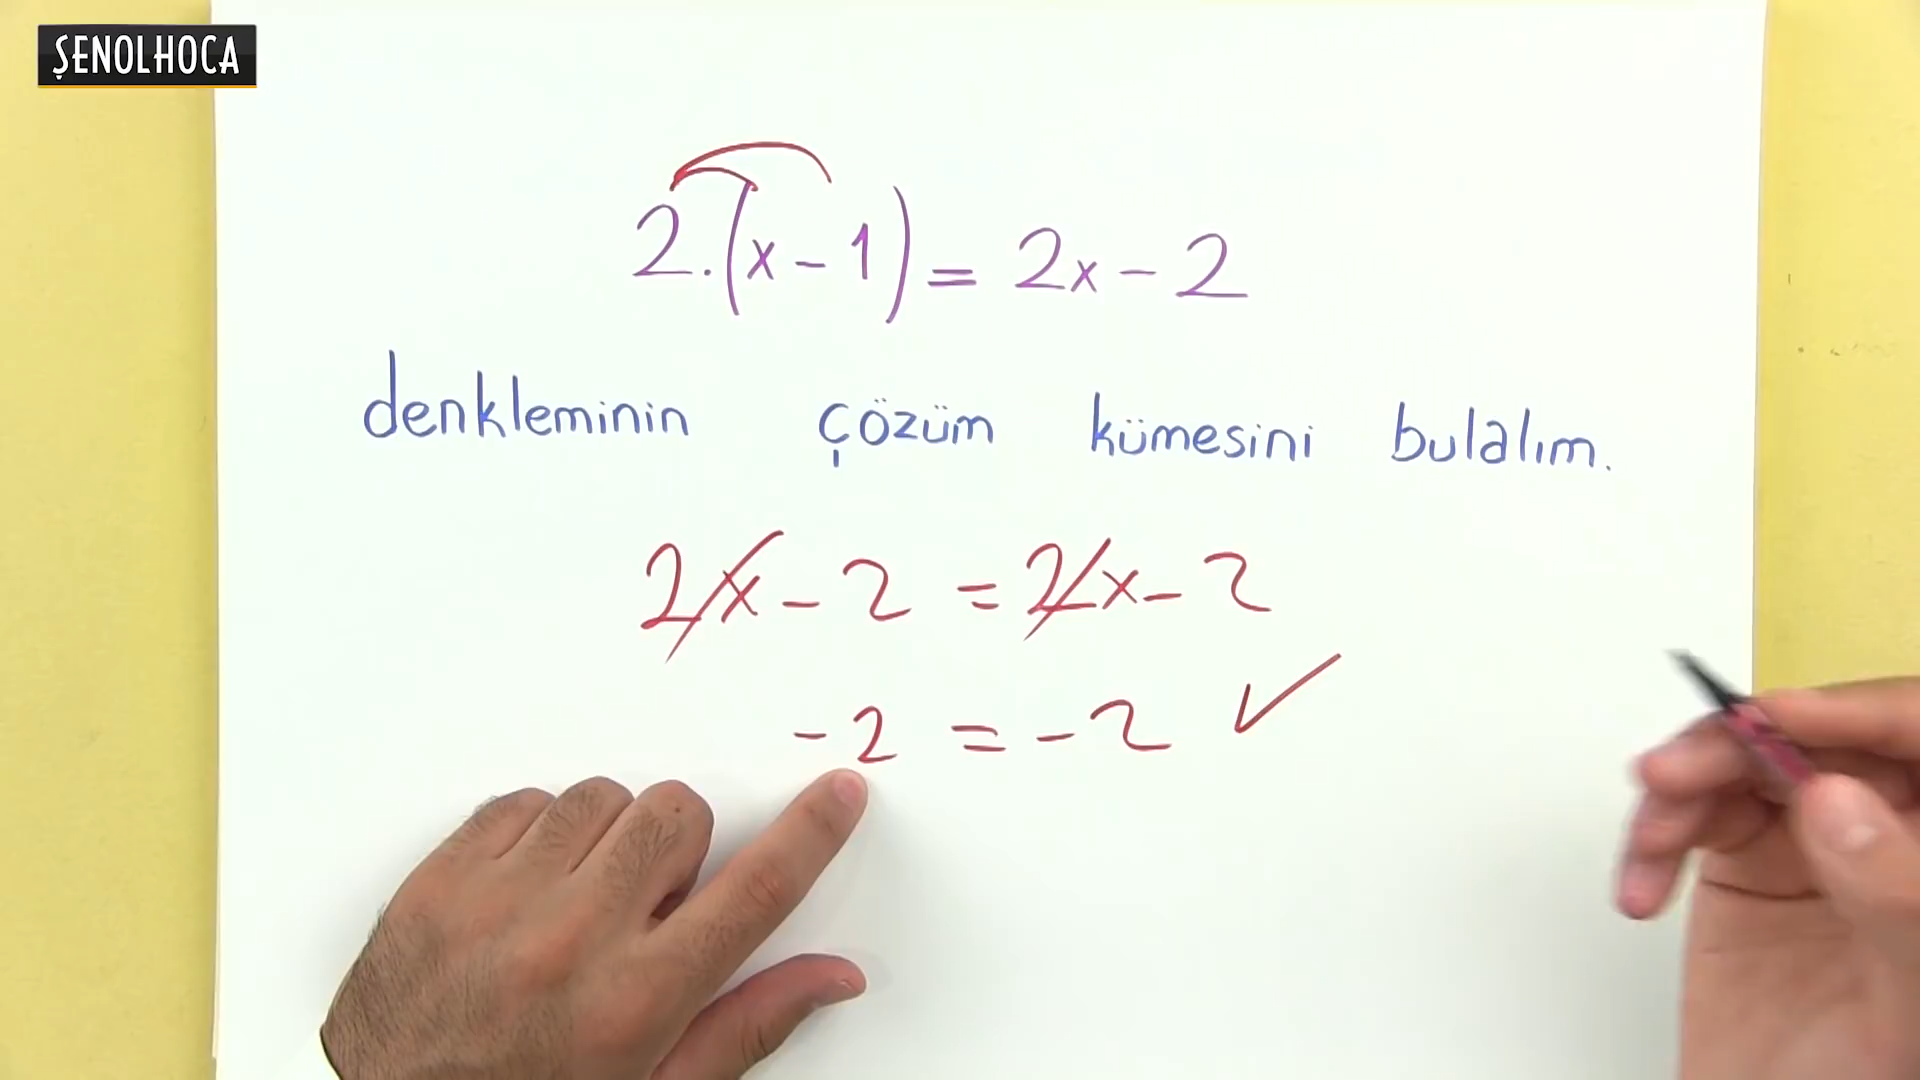 ŞENOLHOCA
2.(x-1) = 2x-2
denkleminin çözüm kümesini bulalım.
2x-2 = 2x-2
-2 = -2 ✓